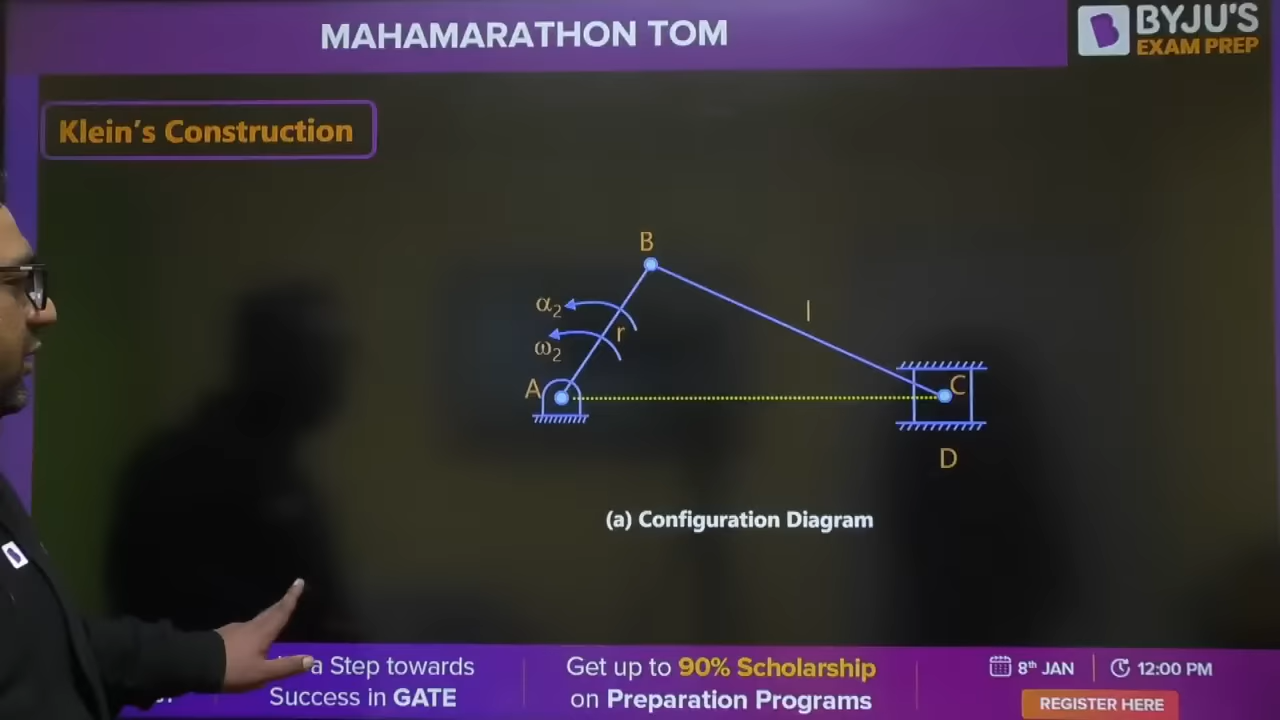 MAHAMARATHON TOM
BYJU'S
EXAM PREP
Klein's Construction
B
α₂
l
r
ω₂
A
C
D
(a) Configuration Diagram
a Step towards
Success in GATE
Get up to 90% Scholarship
on Preparation Programs
8th JAN
12:00 PM
REGISTER HERE